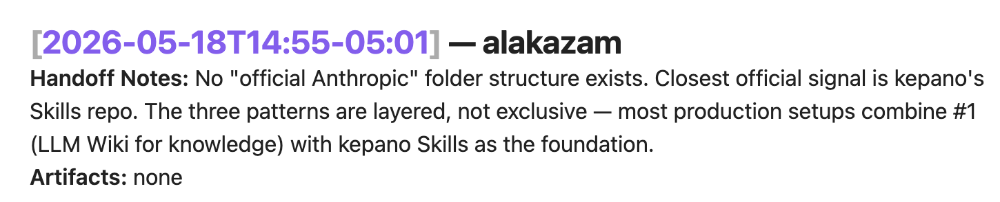 [2026-05-18T14:55-05:01] — alakazam
Handoff Notes: No "official Anthropic" folder structure exists. Closest official signal is kepano's
Skills repo. The three patterns are layered, not exclusive — most production setups combine #1
(LLM Wiki for knowledge) with kepano Skills as the foundation.
Artifacts: none